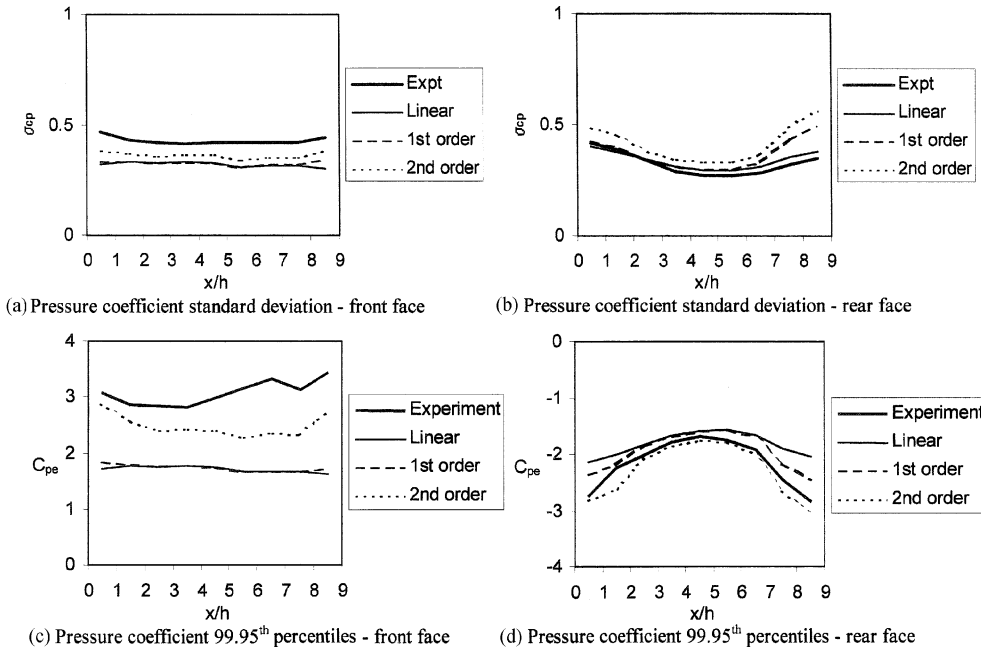 1
0.5
0
σcp
0 1 2 3 4 5 6 7 8 9
x/h
Expt
Linear
1st order
2nd order
(a) Pressure coefficient standard deviation - front face
1
0.5
0
σcp
0 1 2 3 4 5 6 7 8 9
x/h
Expt
Linear
1st order
2nd order
(b) Pressure coefficient standard deviation - rear face
4
3
2
1
0
Cpe
0 1 2 3 4 5 6 7 8 9
x/h
Experiment
Linear
1st order
2nd order
(c) Pressure coefficient 99.95th percentiles - front face
-0
-1
-2
-3
-4
Cpe
0 1 2 3 4 5 6 7 8 9
x/h
Experiment
Linear
1st order
2nd order
(d) Pressure coefficient 99.95th percentiles - rear face